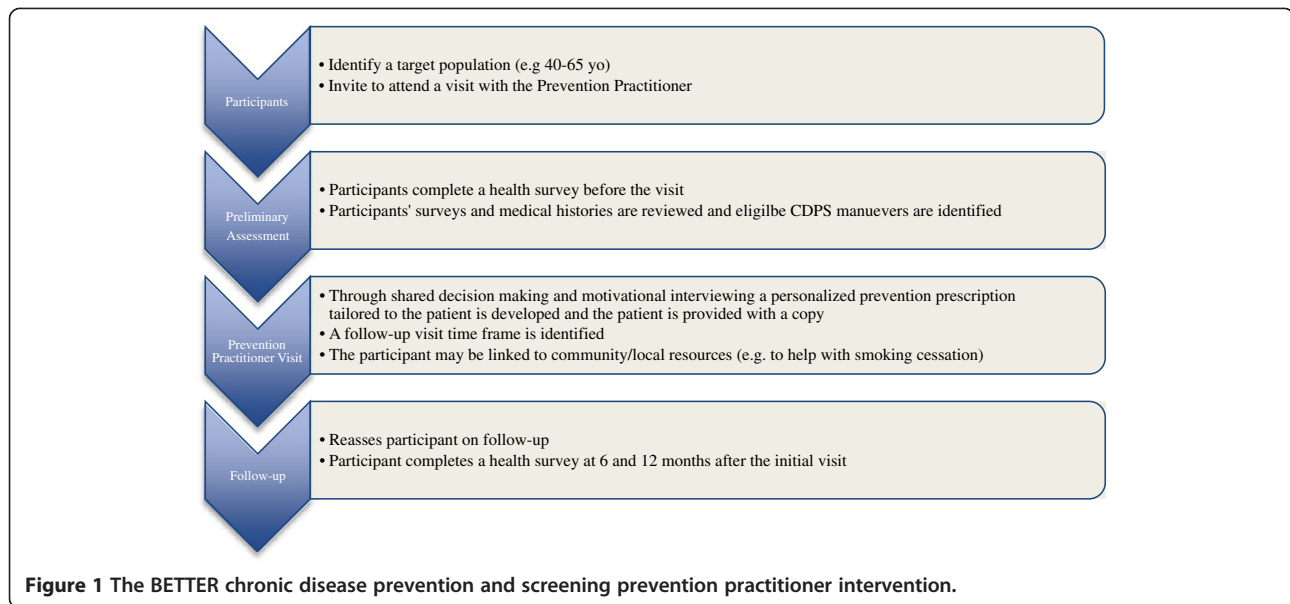 Participants
• Identify a target population (e.g 40-65 yo)
• Invite to attend a visit with the Prevention Practitioner
Preliminary
Assessment
• Participants complete a health survey before the visit
• Participants' surveys and medical histories are reviewed and eligilbe CDPS manuevers are identified
Prevention
Practitioner Visit
• Through shared decision making and motivational interviewing a personalized prevention prescription
tailored to the patient is developed and the patient is provided with a copy
• A follow-up visit time frame is identified
• The participant may be linked to community/local resources (e.g. to help with smoking cessation)
Follow-up
• Reasses participant on follow-up
• Participant completes a health survey at 6 and 12 months after the initial visit
Figure 1 The BETTER chronic disease prevention and screening prevention practitioner intervention.